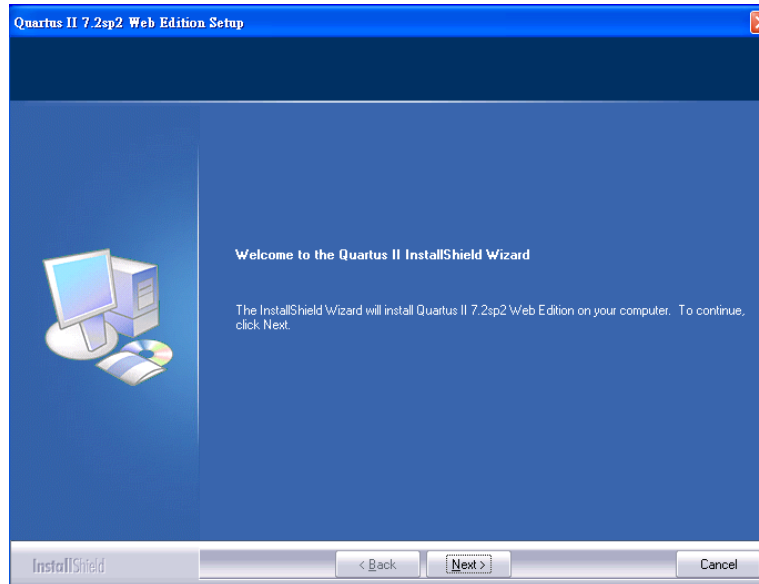 Quartus II 7.2sp2 Web Edition Setup
Welcome to the Quartus II InstallShield Wizard
The InstallShield Wizard will install Quartus II 7.2sp2 Web Edition on your computer. To continue,
click Next.
InstallShield
< Back
Next >
Cancel